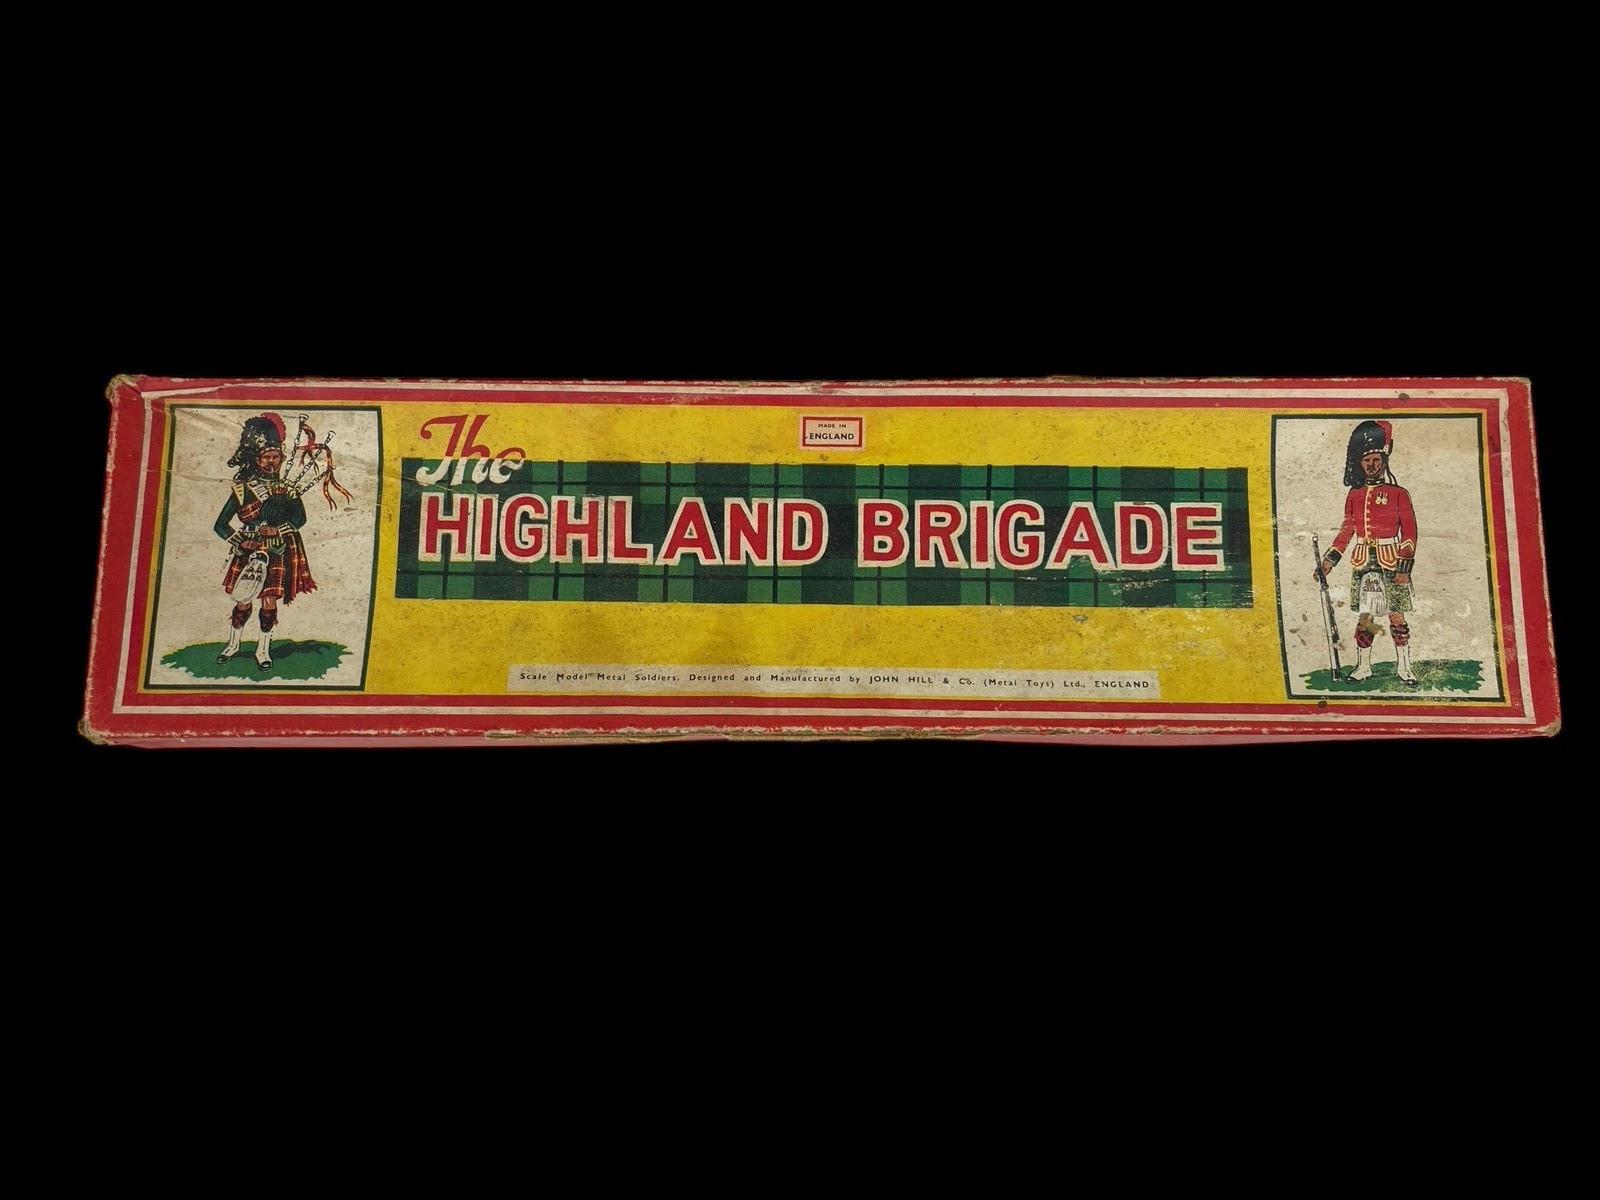 The
MADE IN
ENGLAND
HIGHLAND BRIGADE
Scale Model Metal Soldiers. Designed and Manufactured by JOHN HILL & Co. (Metal Toys) Ltd., ENGLAND